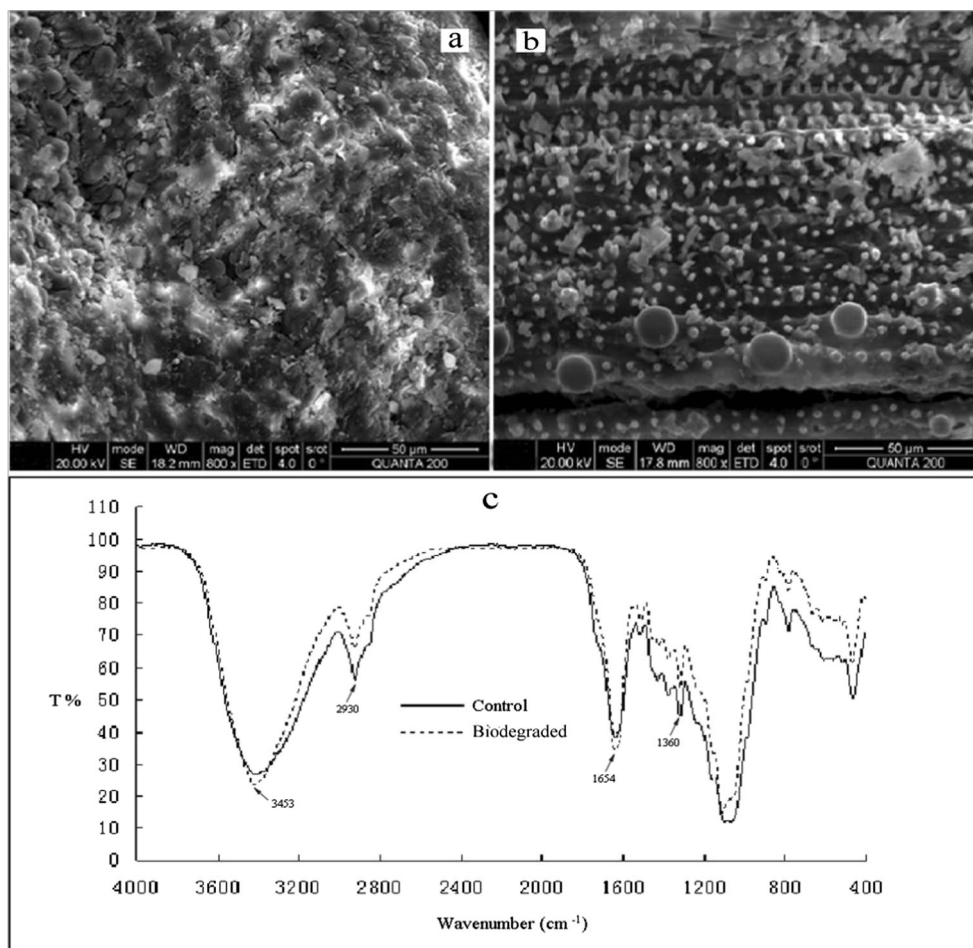 a
b
HV mode WD mag det spot srot
20.00 kV SE 18.2 mm 800 x ETD 4.0 0° 50 µm QUANTA 200
HV mode WD mag det spot srot
20.00 kV SE 17.8 mm 800 x ETD 4.0 0° 50 µm QUANTA 200
c
110
100
90
80
70
60
50
40
30
20
10
0
T%
2930
Control
Biodegraded
3453
1654
1360
4000 3600 3200 2800 2400 2000 1600 1200 800 400
Wavenumber (cm⁻¹)